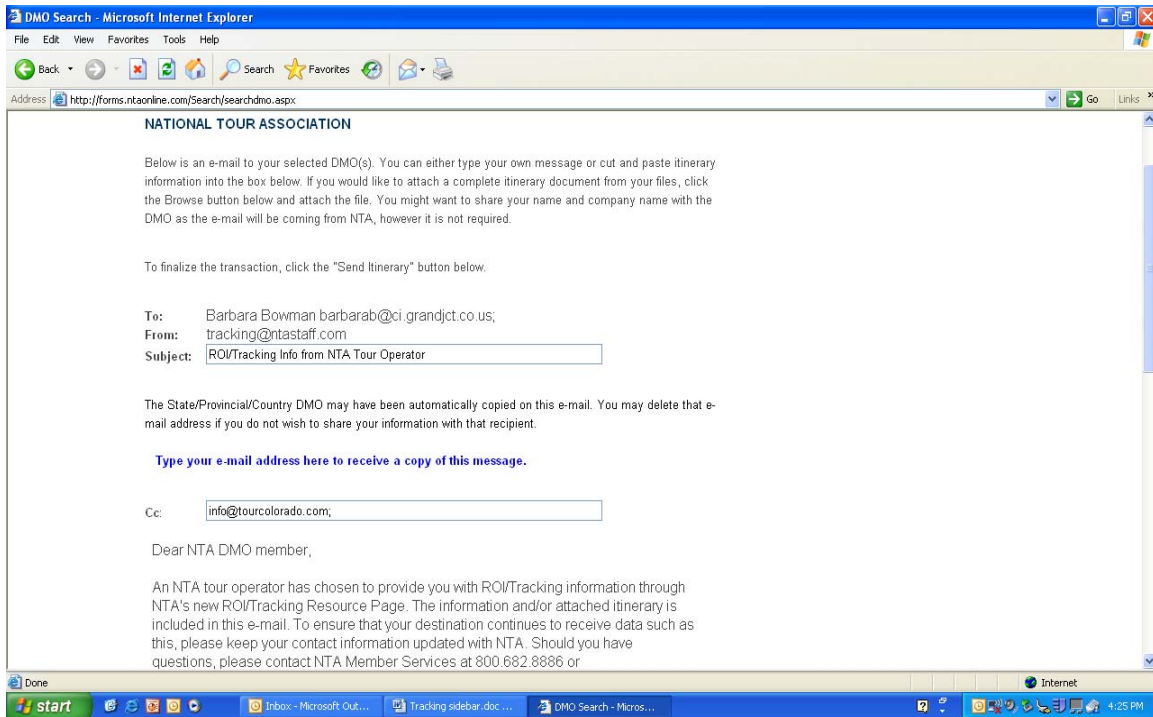 DMO Search - Microsoft Internet Explorer
File Edit View Favorites Tools Help
Back Search Favorites
Address http://forms.ntaonline.com/Search/searchdmo.aspx Go Links »
NATIONAL TOUR ASSOCIATION
Below is an e-mail to your selected DMO(s). You can either type your own message or cut and paste itinerary
information into the box below. If you would like to attach a complete itinerary document from your files, click
the Browse button below and attach the file. You might want to share your name and company name with the
DMO as the e-mail will be coming from NTA, however it is not required.
To finalize the transaction, click the "Send Itinerary" button below.
To: Barbara Bowman barbarab@ci.grandjct.co.us;
From: tracking@ntastaff.com
Subject: ROI/Tracking Info from NTA Tour Operator
The State/Provincial/Country DMO may have been automatically copied on this e-mail. You may delete that e-
mail address if you do not wish to share your information with that recipient.
Type your e-mail address here to receive a copy of this message.
Cc: info@tourcolorado.com;
Dear NTA DMO member,
An NTA tour operator has chosen to provide you with ROI/Tracking information through
NTA's new ROI/Tracking Resource Page. The information and/or attached itinerary is
included in this e-mail. To ensure that your destination continues to receive data such as
this, please keep your contact information updated with NTA. Should you have
questions, please contact NTA Member Services at 800.682.8886 or
Done Internet
start Inbox - Microsoft Out... Tracking sidebar.doc ... DMO Search - Micros... 4:25 PM